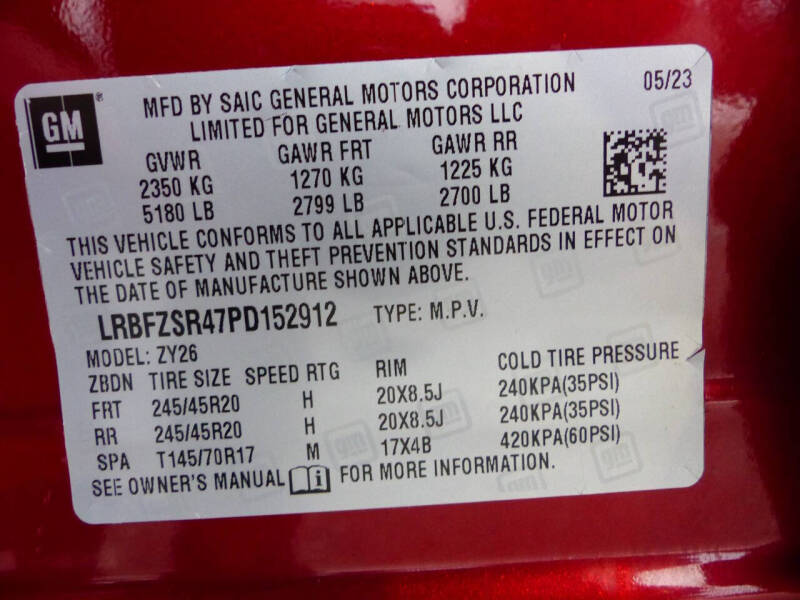 GM
®
MFD BY SAIC GENERAL MOTORS CORPORATION 05/23
LIMITED FOR GENERAL MOTORS LLC
GVWR GAWR FRT GAWR RR
2350 KG 1270 KG 1225 KG
5180 LB 2799 LB 2700 LB
THIS VEHICLE CONFORMS TO ALL APPLICABLE U.S. FEDERAL MOTOR
VEHICLE SAFETY AND THEFT PREVENTION STANDARDS IN EFFECT ON
THE DATE OF MANUFACTURE SHOWN ABOVE.
LRBFZSR47PD152912 TYPE: M.P.V.
MODEL: ZY26
ZBDN TIRE SIZE SPEED RTG RIM COLD TIRE PRESSURE
FRT 245/45R20 H 20X8.5J 240KPA(35PSI)
RR 245/45R20 H 20X8.5J 240KPA(35PSI)
SPA T145/70R17 M 17X4B 420KPA(60PSI)
SEE OWNER'S MANUAL i FOR MORE INFORMATION.